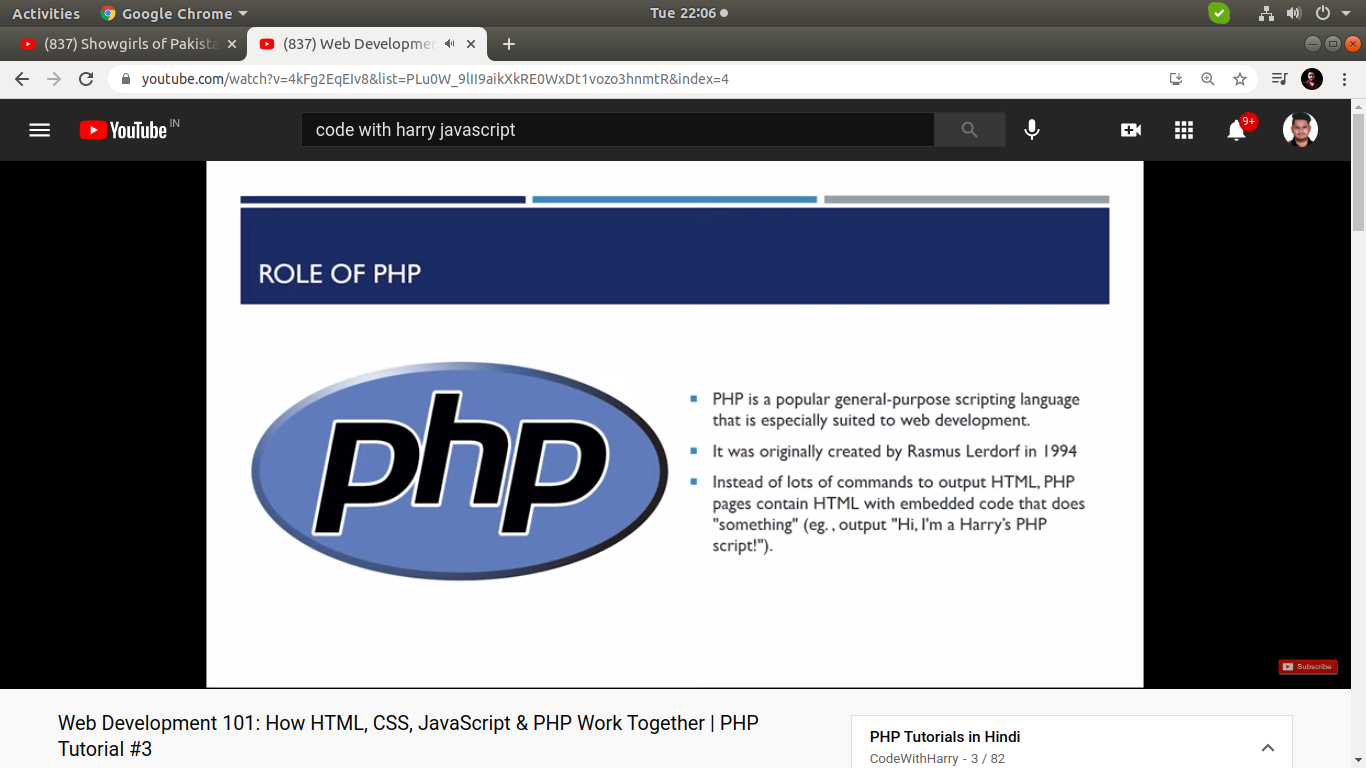 Activities
Google Chrome
Tue 22:06
(837) Showgirls of Pakista
(837) Web Developmen
youtube.com/watch?v=4kFg2EqEIv8&list=PLu0W_9lII9aikXkRE0WxDt1vozo3hnmtR&index=4
YouTube IN
code with harry javascript
9+
ROLE OF PHP
php
PHP is a popular general-purpose scripting language
that is especially suited to web development.
It was originally created by Rasmus Lerdorf in 1994
Instead of lots of commands to output HTML, PHP
pages contain HTML with embedded code that does
"something" (eg. , output "Hi, I'm a Harry's PHP
script!").
Subscribe
Web Development 101: How HTML, CSS, JavaScript & PHP Work Together | PHP
Tutorial #3
PHP Tutorials in Hindi
CodeWithHarry - 3 / 82